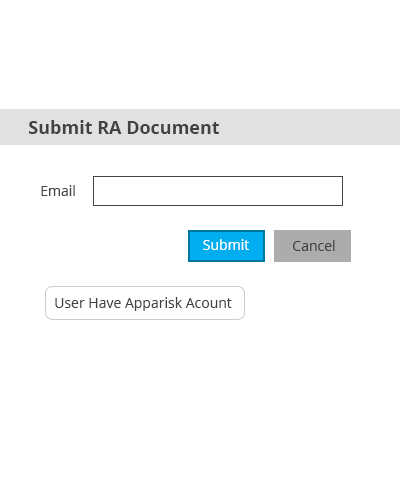 Submit RA Document
Email
Submit Cancel
User Have Apparisk Acount